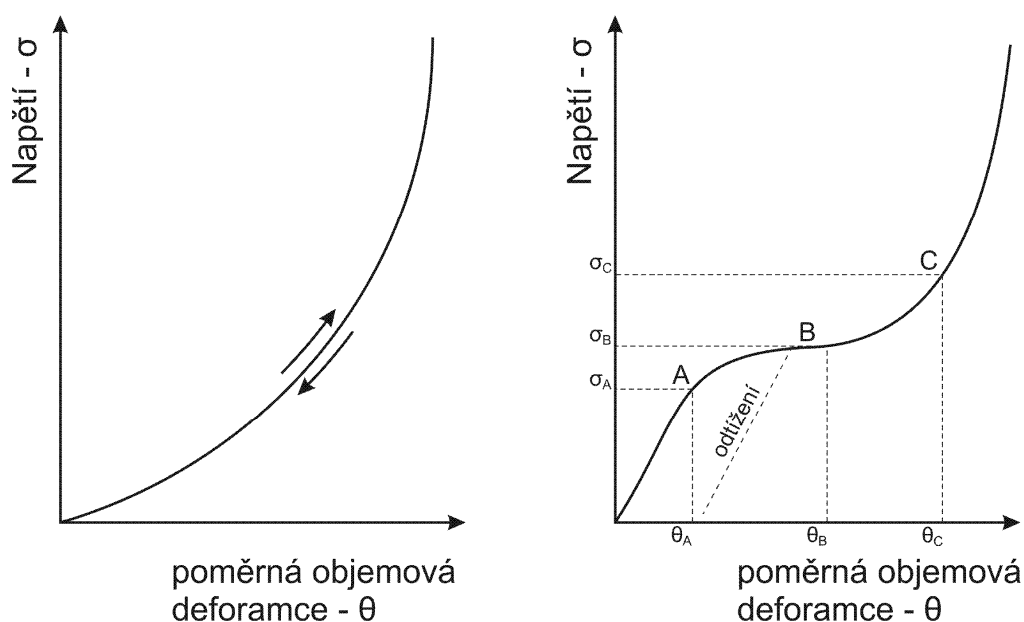 Napětí - σ
poměrná objemová
deforamce - θ
Napětí - σ
σC
σB
σA
A
B
C
odtížení
θA
θB
θC
poměrná objemová
deforamce - θ